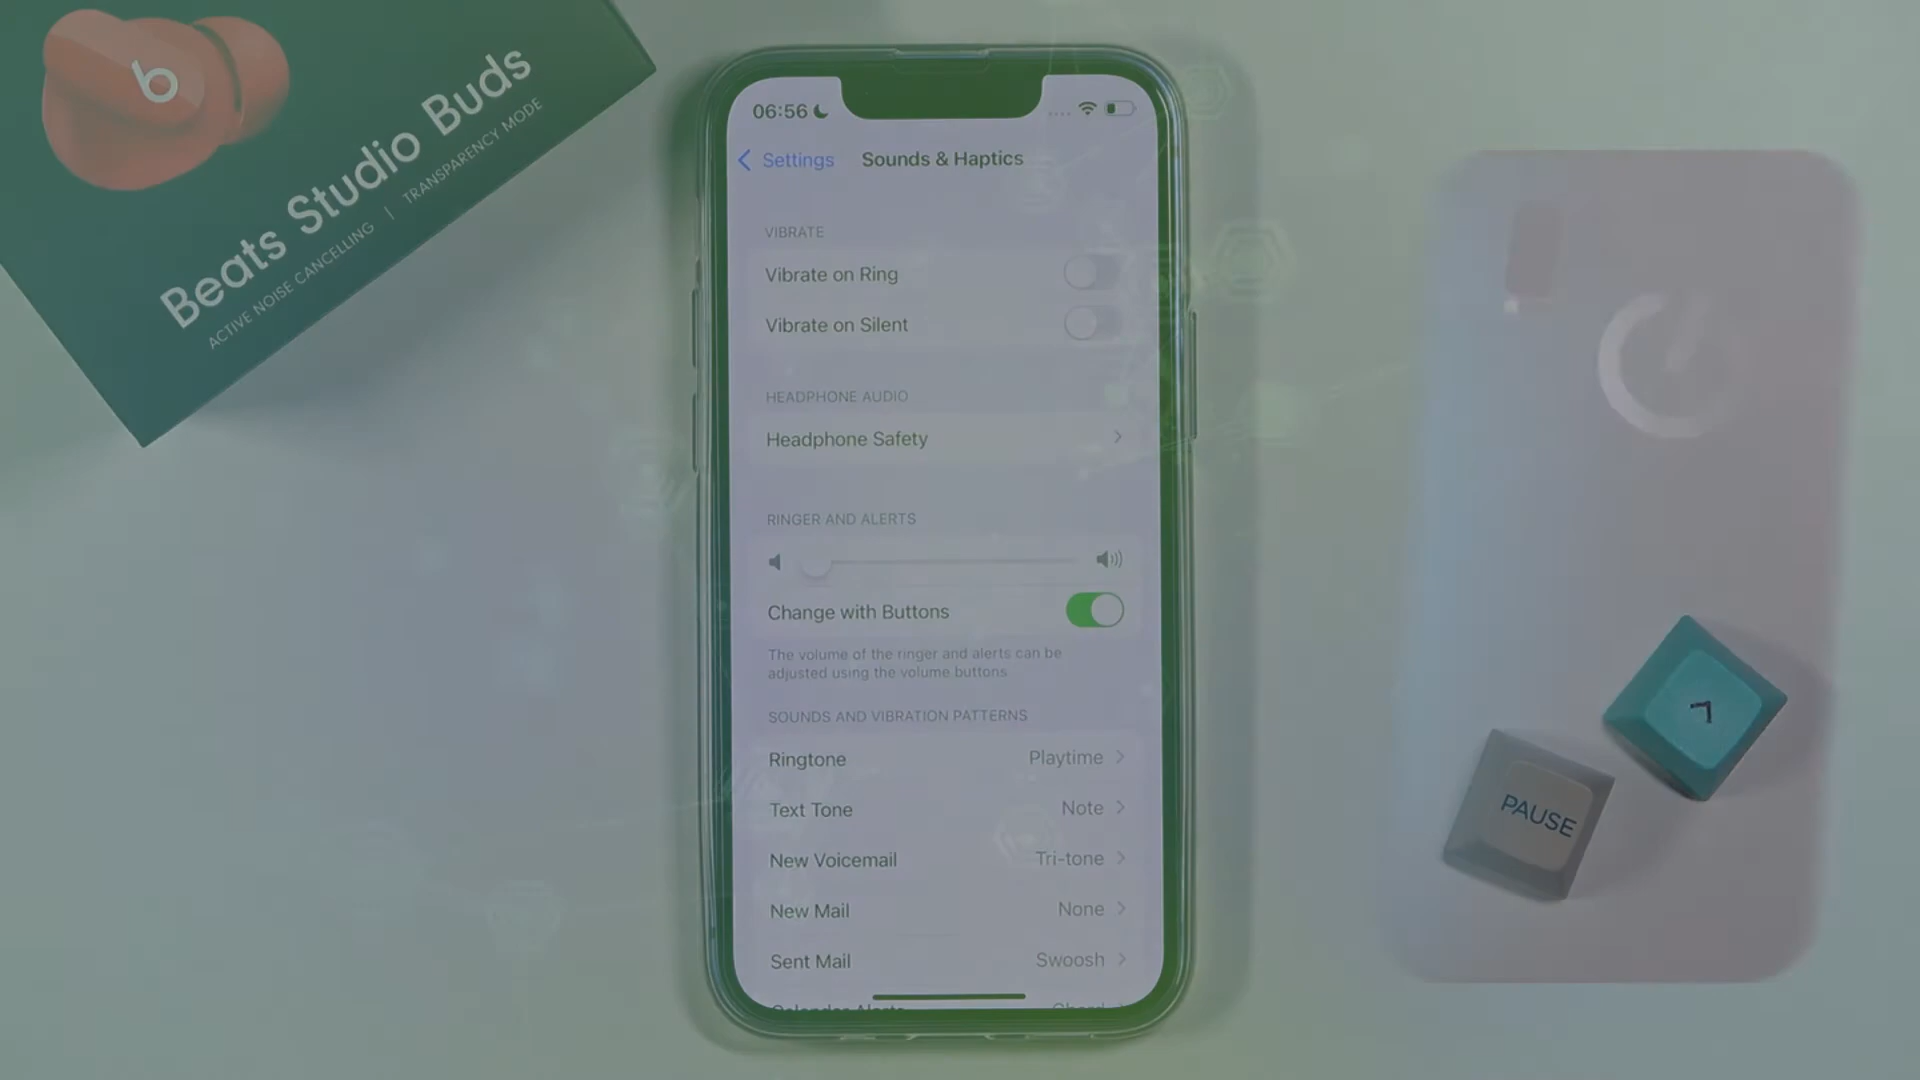 Beats Studio Buds
ACTIVE NOISE CANCELLING | TRANSPARENCY MODE
06:56
Settings
Sounds & Haptics
VIBRATE
Vibrate on Ring
Vibrate on Silent
HEADPHONE AUDIO
Headphone Safety
RINGER AND ALERTS
Change with Buttons
The volume of the ringer and alerts can be
adjusted using the volume buttons.
SOUNDS AND VIBRATION PATTERNS
Ringtone Playtime
Text Tone Note
New Voicemail Tri-tone
New Mail None
Sent Mail Swoosh
Calendar Alerts Chord
PAUSE